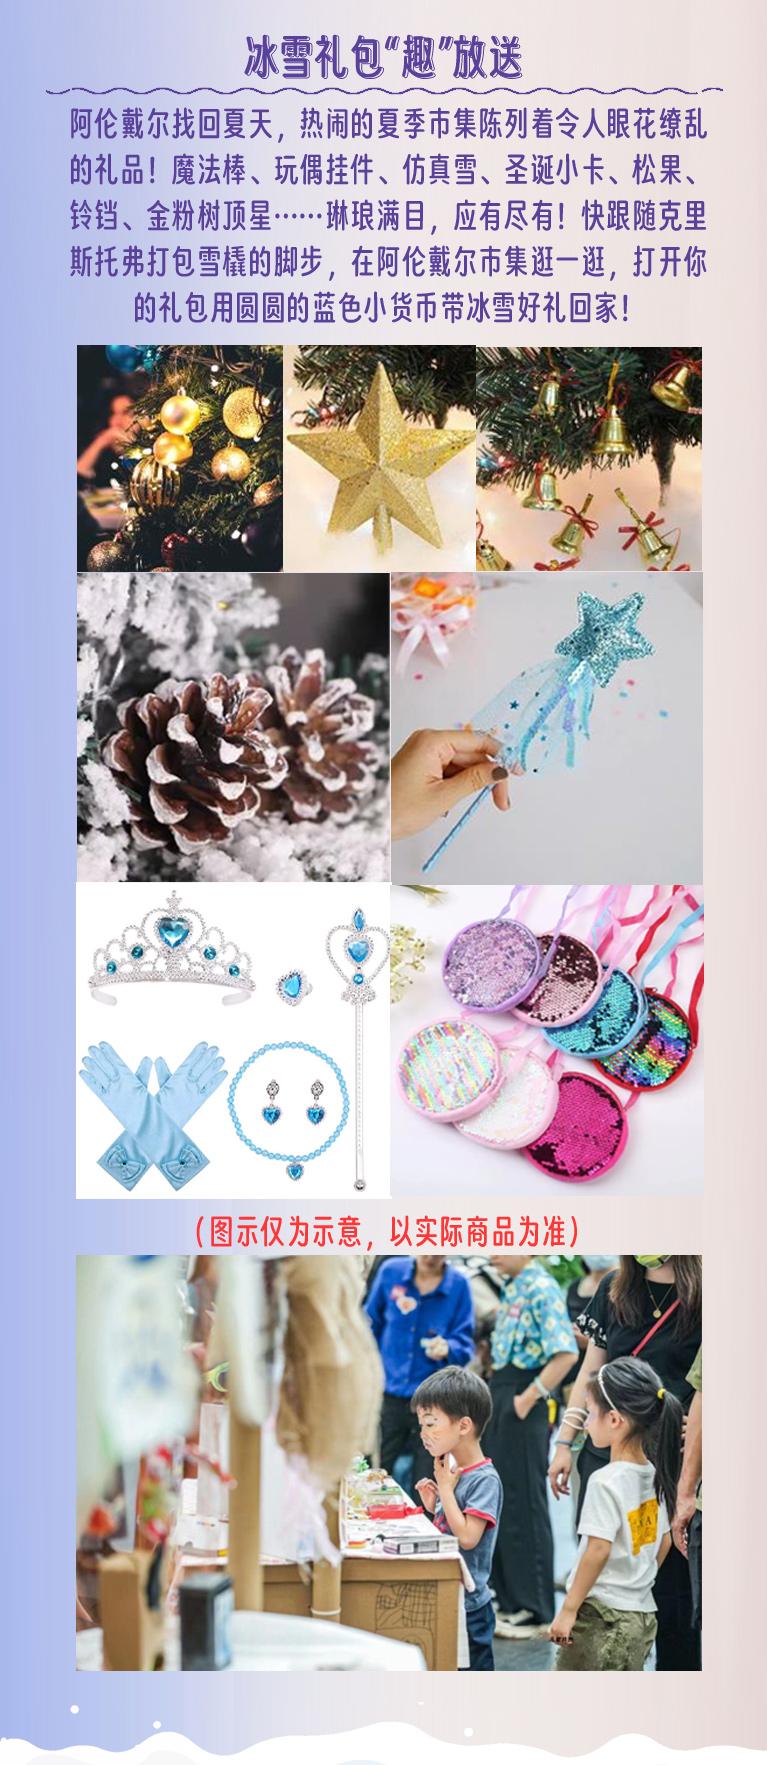 冰雪礼包“趣”放送
阿伦戴尔找回夏天，热闹的夏季市集陈列着令人眼花缭乱
的礼品！魔法棒、玩偶挂件、仿真雪、圣诞小卡、松果、
铃铛、金粉树顶星……琳琅满目，应有尽有！快跟随克里
斯托弗打包雪橇的脚步，在阿伦戴尔市集逛一逛，打开你
的礼包用圆圆的蓝色小货币带冰雪好礼回家！
（图示仅为示意，以实际商品为准）